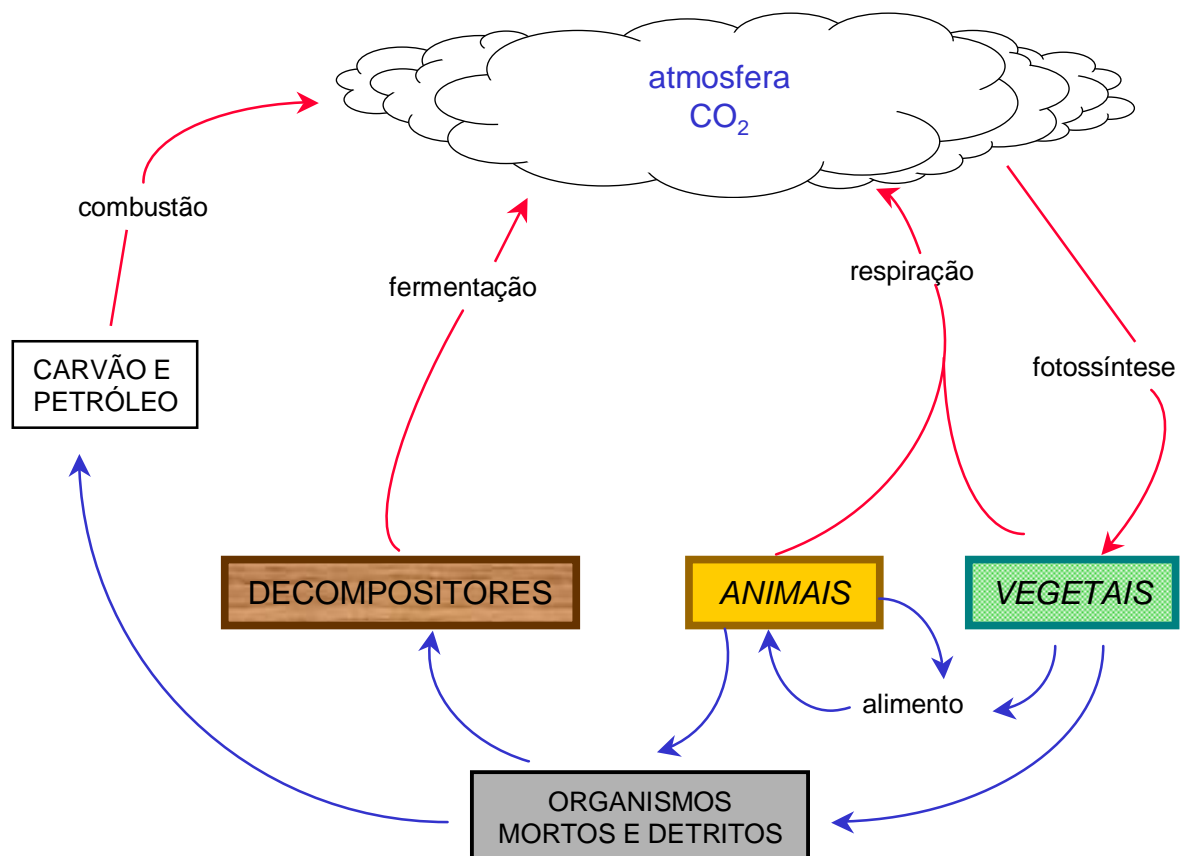 atmosfera
CO₂
combustão
fermentação
respiração
CARVÃO E
PETRÓLEO
fotossíntese
DECOMPOSITORES
ANIMAIS
VEGETAIS
alimento
ORGANISMOS
MORTOS E DETRITOS